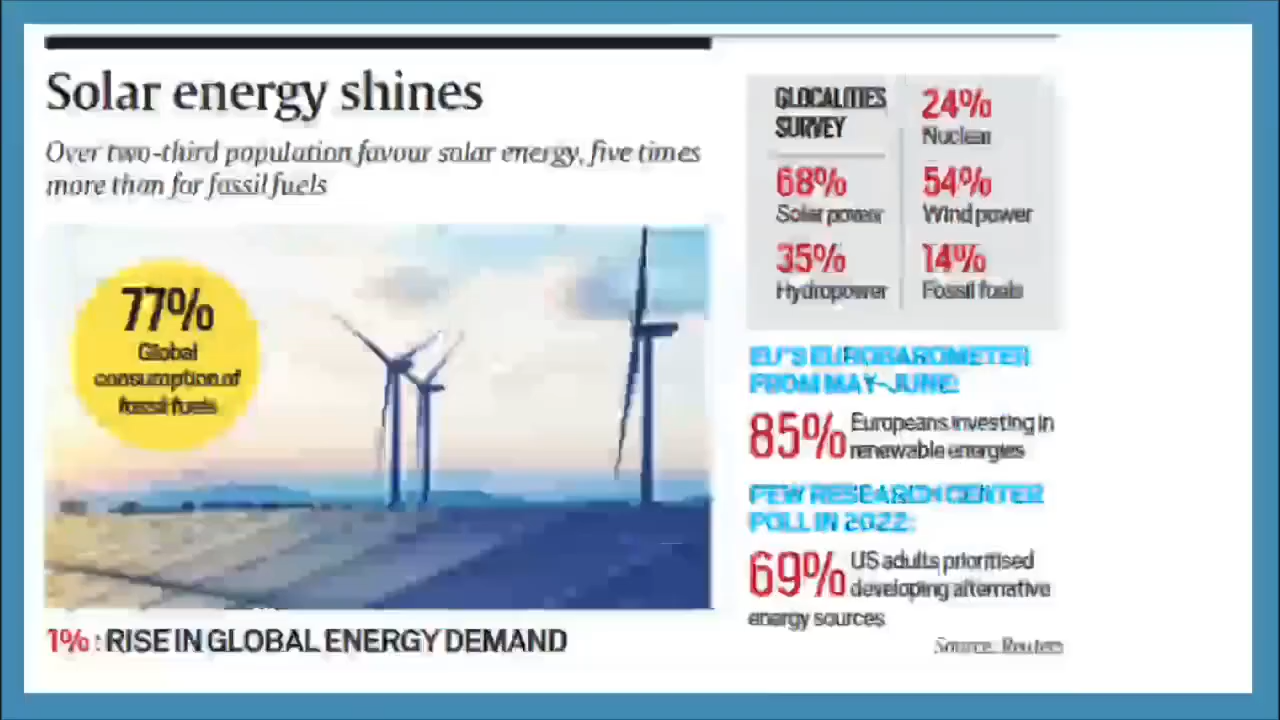 Solar energy shines
Over two-third population favour solar energy, five times
more than for fossil fuels
77%
Global
consumption of
fossil fuels
1% : RISE IN GLOBAL ENERGY DEMAND
GLOCALITIES
SURVEY
24%
Nuclear
68%
Solar power
54%
Wind power
35%
Hydropower
14%
Fossil fuels
EU'S EUROBAROMETER
FROM MAY-JUNE:
85% Europeans investing in
renewable energies
PEW RESEARCH CENTER
POLL IN 2022:
69% US adults prioritised
developing alternative
energy sources
Source: Reuters